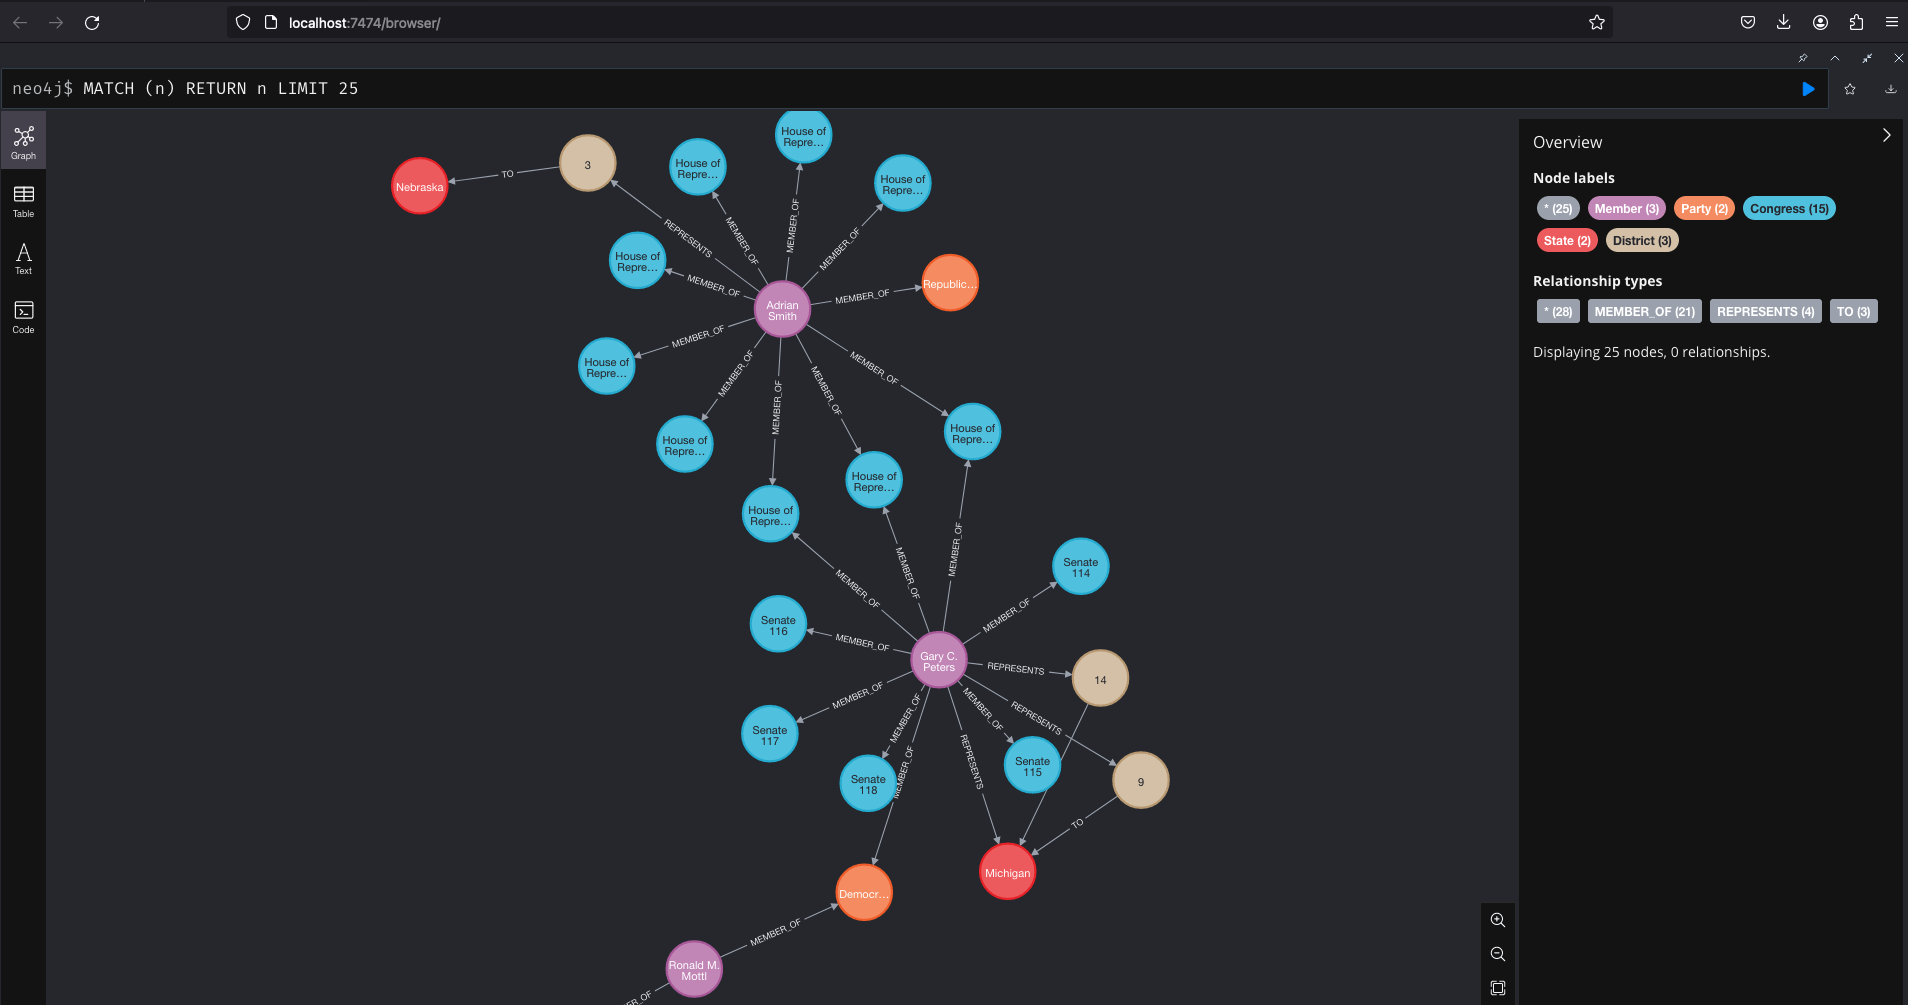 localhost:7474/browser/
neo4j$ MATCH (n) RETURN n LIMIT 25
Graph
Table
Text
Code
House of
Repre...
House of
Repre...
House of
Repre...
3
Nebraska
TO
REPRESENTS
MEMBER_OF
MEMBER_OF
MEMBER_OF
House of
Repre...
MEMBER_OF
Republic...
MEMBER_OF
Adrian
Smith
MEMBER_OF
House of
Repre...
MEMBER_OF
MEMBER_OF
MEMBER_OF
MEMBER_OF
House of
Repre...
House of
Repre...
House of
Repre...
House of
Repre...
MEMBER_OF
MEMBER_OF
MEMBER_OF
Senate
114
MEMBER_OF
Senate
116
MEMBER_OF
Gary C.
Peters
REPRESENTS
14
MEMBER_OF
MEMBER_OF
MEMBER_OF
REPRESENTS
Senate
117
MEMBER_OF
REPRESENTS
Senate
115
Senate
118
9
TO
Michigan
Democr...
MEMBER_OF
Ronald M.
Mottl
ER_OF
Overview
Node labels
* (25) Member (3) Party (2) Congress (15)
State (2) District (3)
Relationship types
* (28) MEMBER_OF (21) REPRESENTS (4) TO (3)
Displaying 25 nodes, 0 relationships.